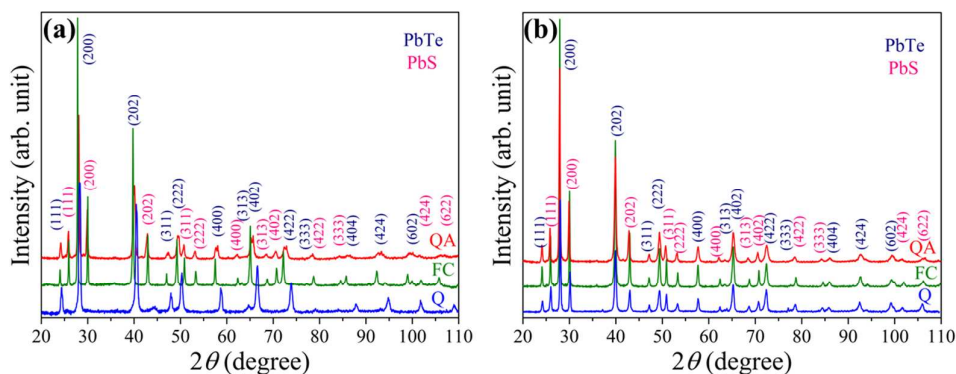 (a)
Intensity (arb. unit)
PbTe
PbS
(111)
(111)
(200)
(200)
(202)
(202)
(311)
(222)
(311)
(222)
(400)
(400)
(313)
(402)
(313)
(402)
(422)
(333)
(422)
(333)
(404)
(424)
(602)
(424)
(622)
QA
FC
Q
20 30 40 50 60 70 80 90 100 110
2θ (degree)
(b)
Intensity (arb. unit)
PbTe
PbS
(111)
(111)
(200)
(200)
(202)
(202)
(311)
(222)
(311)
(222)
(400)
(400)
(313)
(402)
(313)
(402)
(422)
(333)
(422)
(333)
(404)
(424)
(602)
(424)
(622)
QA
FC
Q
20 30 40 50 60 70 80 90 100 110
2θ (degree)